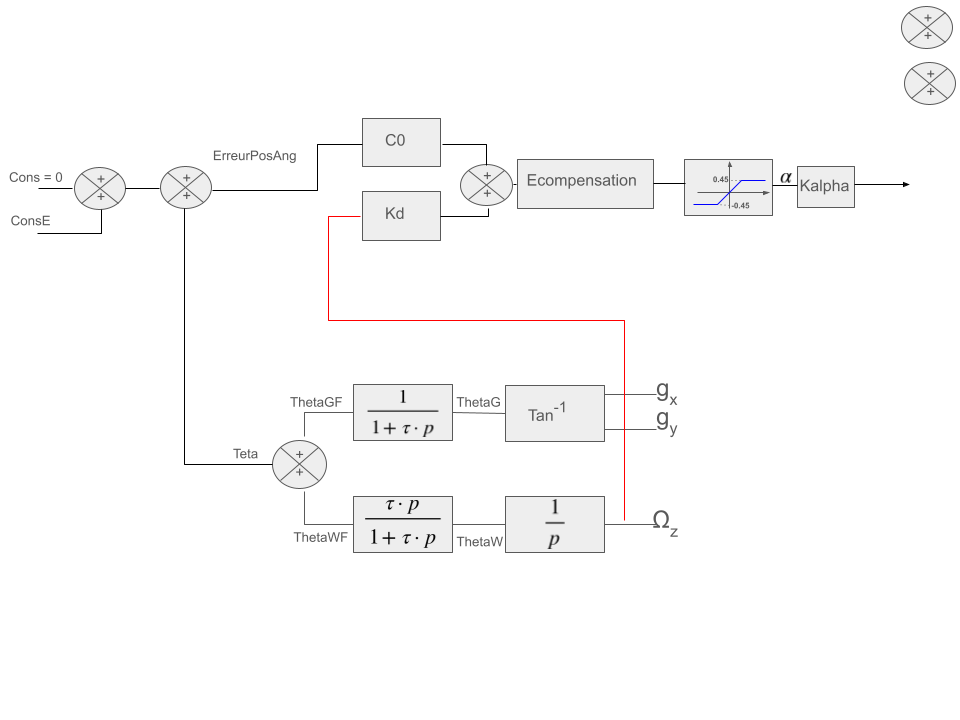 +
+
+
+
C0
ErreurPosAng
Cons = 0
+
+
+
+
+
+
Ecompensation
0.45
-0.45
α
Kalpha
ConsE
Kd
ThetaGF
1
1 + τ · p
ThetaG
Tan-1
gx
gy
Teta
+
+
ThetaWF
τ · p
1 + τ · p
ThetaW
1
p
Ωz